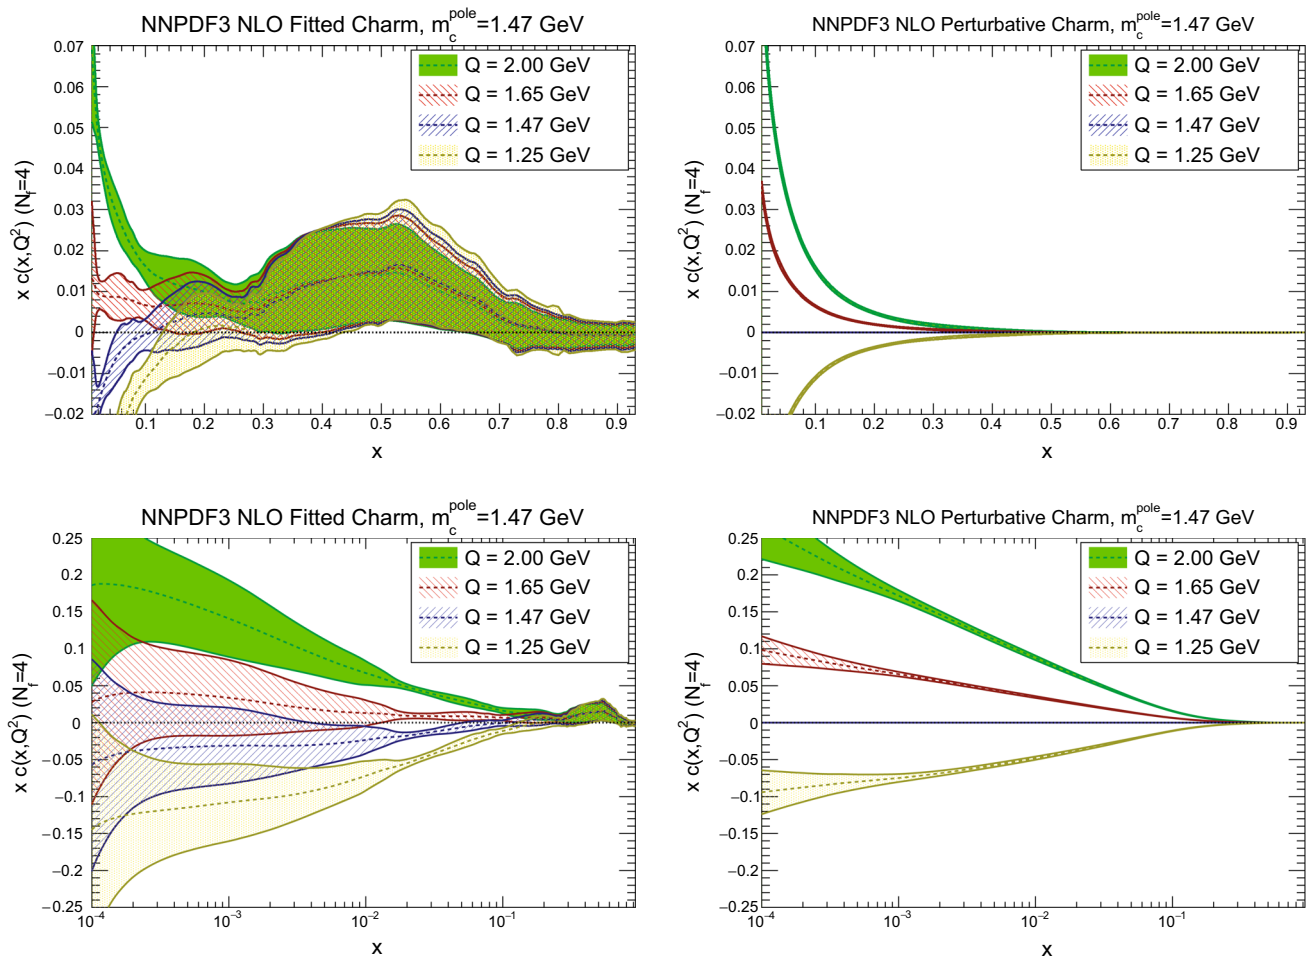 NNPDF3 NLO Fitted Charm, m_c^pole=1.47 GeV
x c(x,Q²) (N_f=4)
0.07
0.06
0.05
0.04
0.03
0.02
0.01
0
−0.01
−0.02
Q = 2.00 GeV
Q = 1.65 GeV
Q = 1.47 GeV
Q = 1.25 GeV
0.1 0.2 0.3 0.4 0.5 0.6 0.7 0.8 0.9
x
NNPDF3 NLO Perturbative Charm, m_c^pole=1.47 GeV
x c(x,Q²) (N_f=4)
0.07
0.06
0.05
0.04
0.03
0.02
0.01
0
−0.01
−0.02
Q = 2.00 GeV
Q = 1.65 GeV
Q = 1.47 GeV
Q = 1.25 GeV
0.1 0.2 0.3 0.4 0.5 0.6 0.7 0.8 0.9
x
NNPDF3 NLO Fitted Charm, m_c^pole=1.47 GeV
x c(x,Q²) (N_f=4)
0.25
0.2
0.15
0.1
0.05
0
−0.05
−0.1
−0.15
−0.2
−0.25
Q = 2.00 GeV
Q = 1.65 GeV
Q = 1.47 GeV
Q = 1.25 GeV
10⁻⁴ 10⁻³ 10⁻² 10⁻¹
x
NNPDF3 NLO Perturbative Charm, m_c^pole=1.47 GeV
x c(x,Q²) (N_f=4)
0.25
0.2
0.15
0.1
0.05
0
−0.05
−0.1
−0.15
−0.2
−0.25
Q = 2.00 GeV
Q = 1.65 GeV
Q = 1.47 GeV
Q = 1.25 GeV
10⁻⁴ 10⁻³ 10⁻² 10⁻¹
x